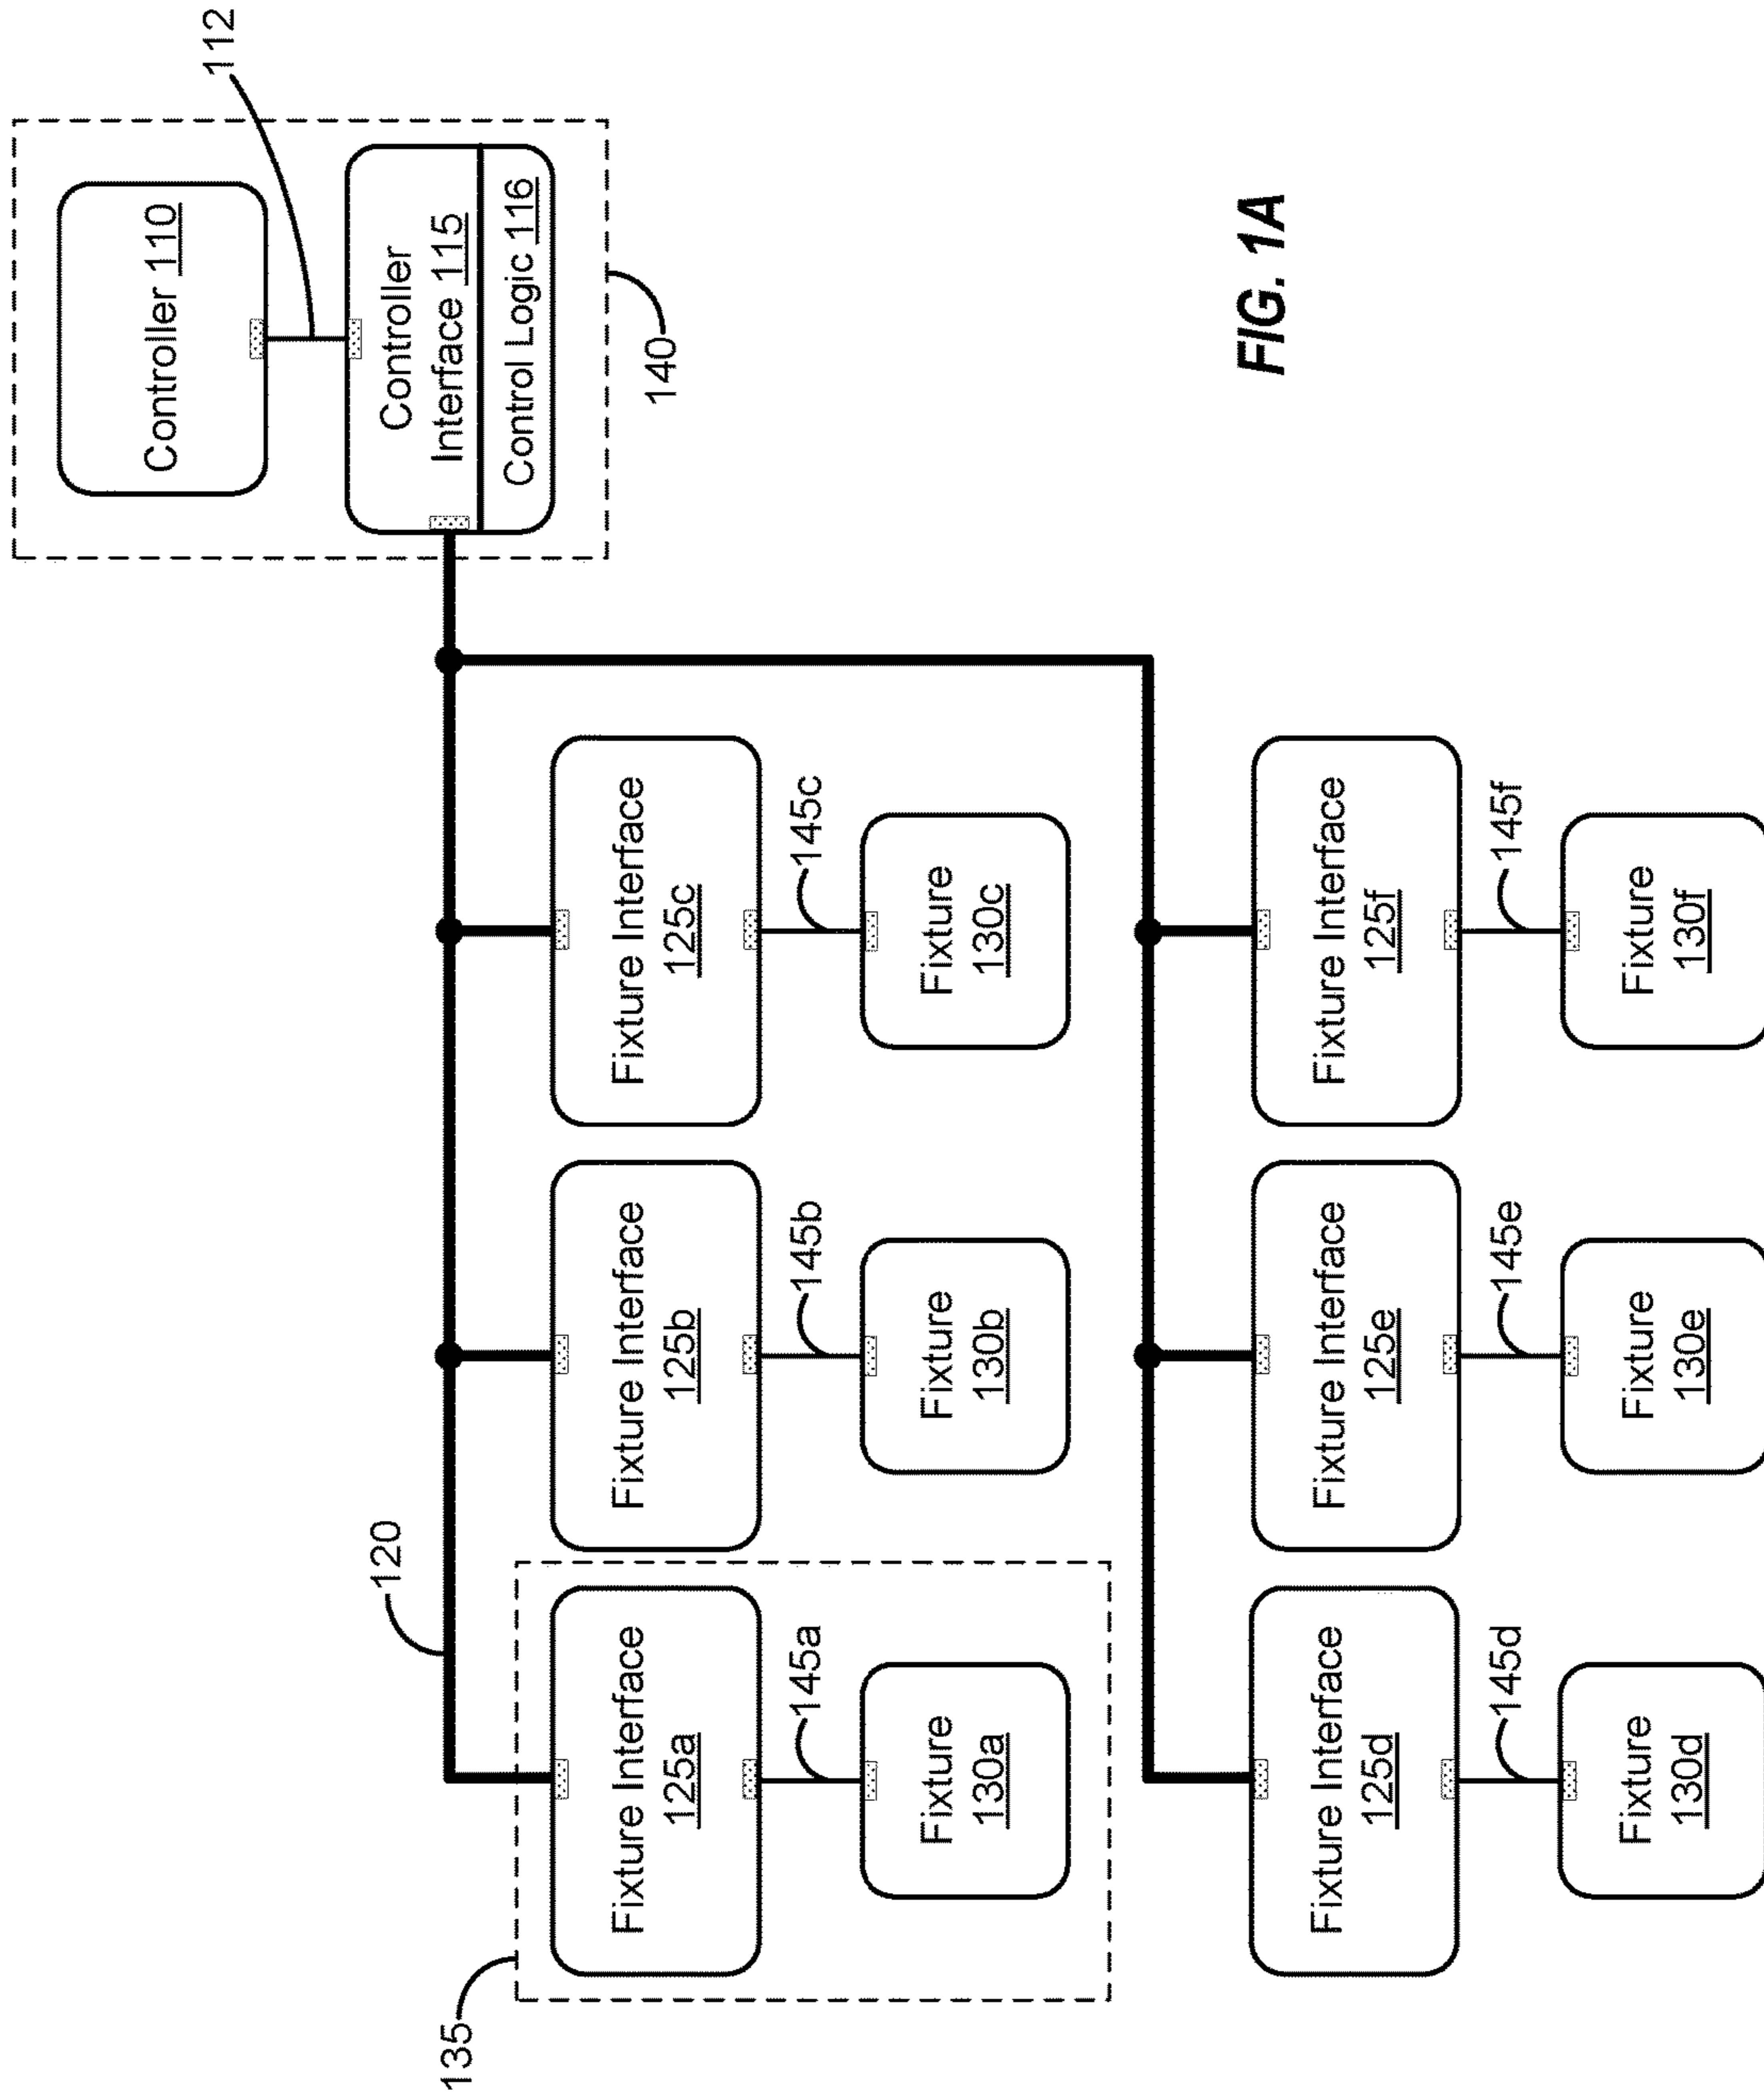 112
Controller 110
Controller
Interface 115
Control Logic 116
140
120
135
Fixture Interface
125a
145a
Fixture
130a
Fixture Interface
125b
145b
Fixture
130b
Fixture Interface
125c
145c
Fixture
130c
Fixture Interface
125d
145d
Fixture
130d
Fixture Interface
125e
145e
Fixture
130e
Fixture Interface
125f
145f
Fixture
130f
FIG. 1A